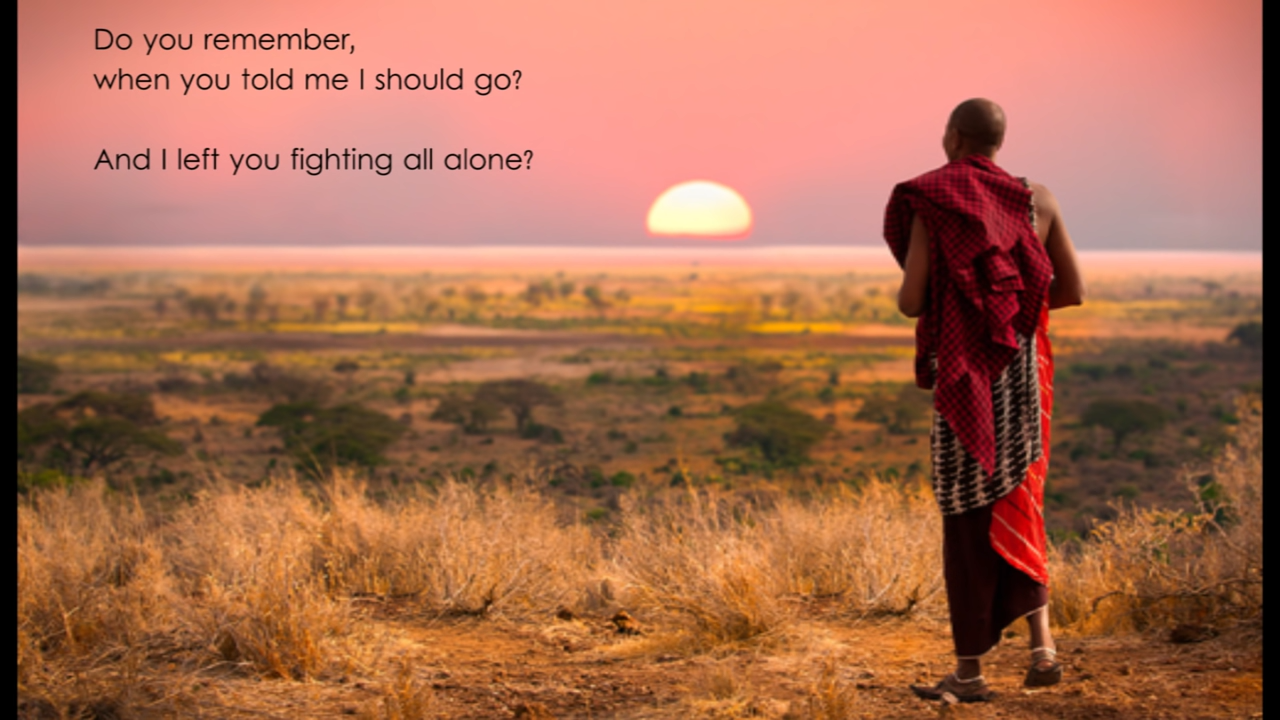 Do you remember,
when you told me I should go?
And I left you fighting all alone?